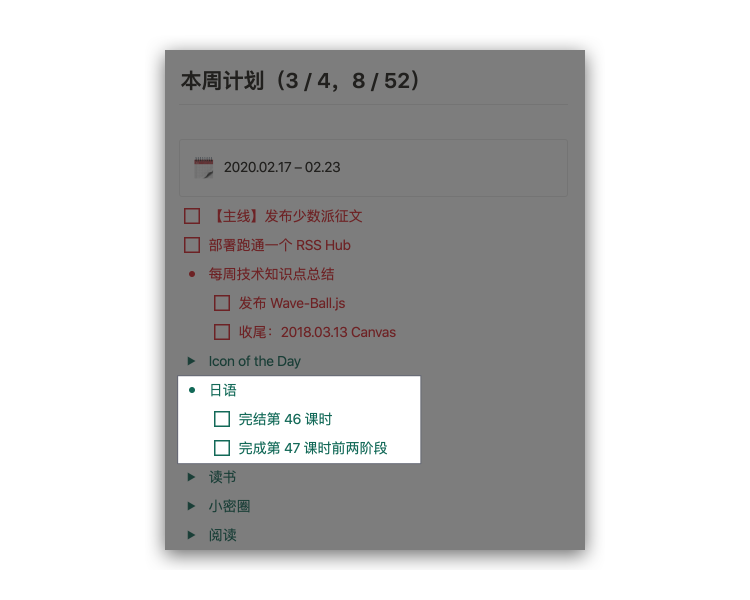 本周计划（3 / 4，8 / 52）
2020.02.17 – 02.23
【主线】发布少数派征文
部署跑通一个 RSS Hub
每周技术知识点总结
发布 Wave-Ball.js
收尾：2018.03.13 Canvas
Icon of the Day
日语
完结第 46 课时
完成第 47 课时前两阶段
读书
小密圈
阅读